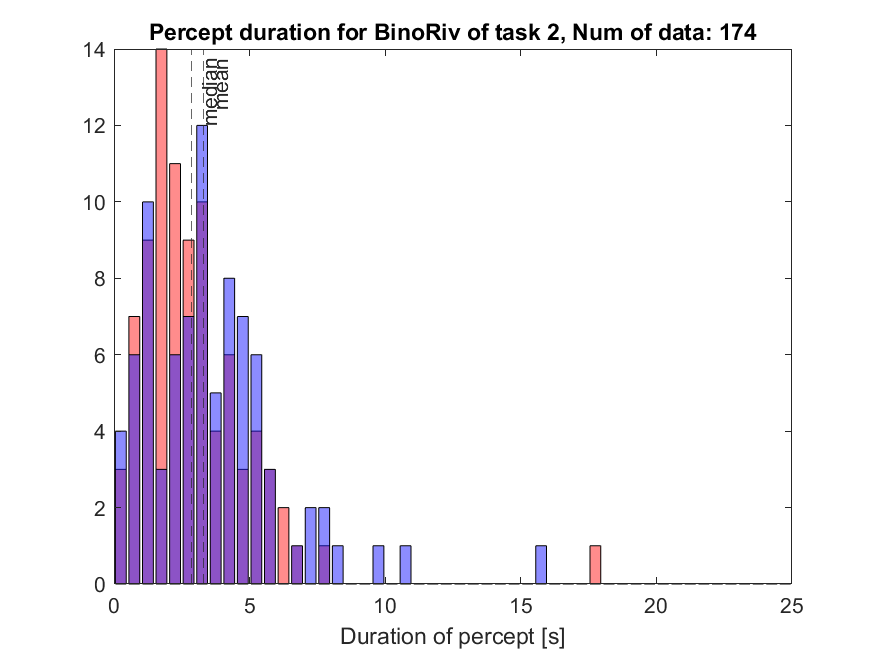 Percept duration for BinoRiv of task 2, Num of data: 174
14
12
10
8
6
4
2
0
median
mean
0 5 10 15 20 25
Duration of percept [s]